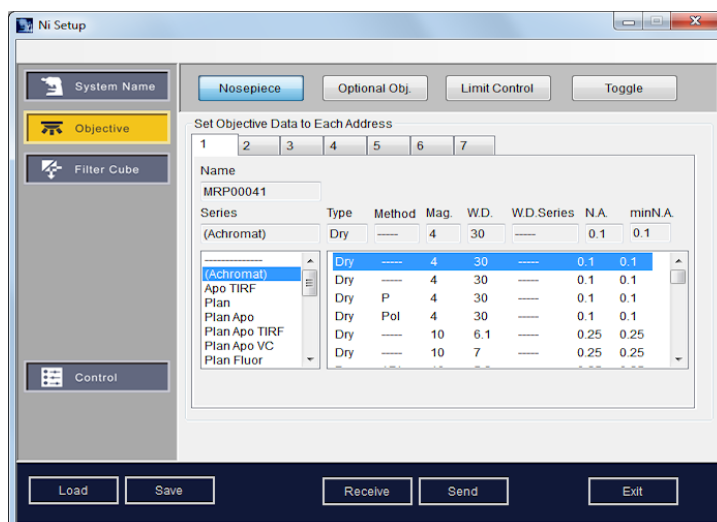 Ni Setup
System Name
Objective
Filter Cube
Control
Nosepiece Optional Obj. Limit Control Toggle
Set Objective Data to Each Address
1 2 3 4 5 6 7
Name
MRP00041
Series Type Method Mag. W.D. W.D.Series N.A. minN.A.
(Achromat) Dry ----- 4 30 ----- 0.1 0.1
--------------
(Achromat)
Apo TIRF
Plan
Plan Apo
Plan Apo TIRF
Plan Apo VC
Plan Fluor
Dry ----- 4 30 ----- 0.1 0.1
Dry ----- 4 30 ----- 0.1 0.1
Dry P 4 30 ----- 0.1 0.1
Dry Pol 4 30 ----- 0.1 0.1
Dry ----- 10 6.1 ----- 0.25 0.25
Dry ----- 10 7 ----- 0.25 0.25
Load Save Receive Send Exit